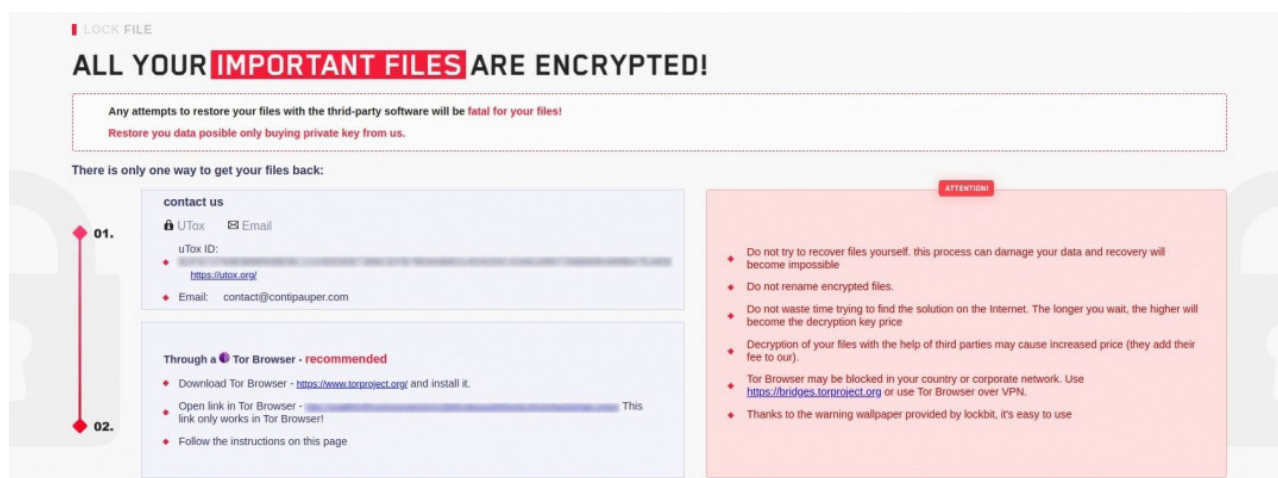 LOCK FILE
ALL YOUR IMPORTANT FILES ARE ENCRYPTED!
Any attempts to restore your files with the thrid-party software will be fatal for your files!
Restore you data posible only buying private key from us.
There is only one way to get your files back:
01.
contact us
UTox Email
uTox ID:
https://utox.org/
Email: contact@contipauper.com
02.
Through a Tor Browser - recommended
Download Tor Browser - https://www.torproject.org/ and install it.
Open link in Tor Browser - This
link only works in Tor Browser!
Follow the instructions on this page
ATTENTION!
Do not try to recover files yourself. this process can damage your data and recovery will
become impossible
Do not rename encrypted files.
Do not waste time trying to find the solution on the Internet. The longer you wait, the higher will
become the decryption key price
Decryption of your files with the help of third parties may cause increased price (they add their
fee to our).
Tor Browser may be blocked in your country or corporate network. Use
https://bridges.torproject.org or use Tor Browser over VPN.
Thanks to the warning wallpaper provided by lockbit, it's easy to use